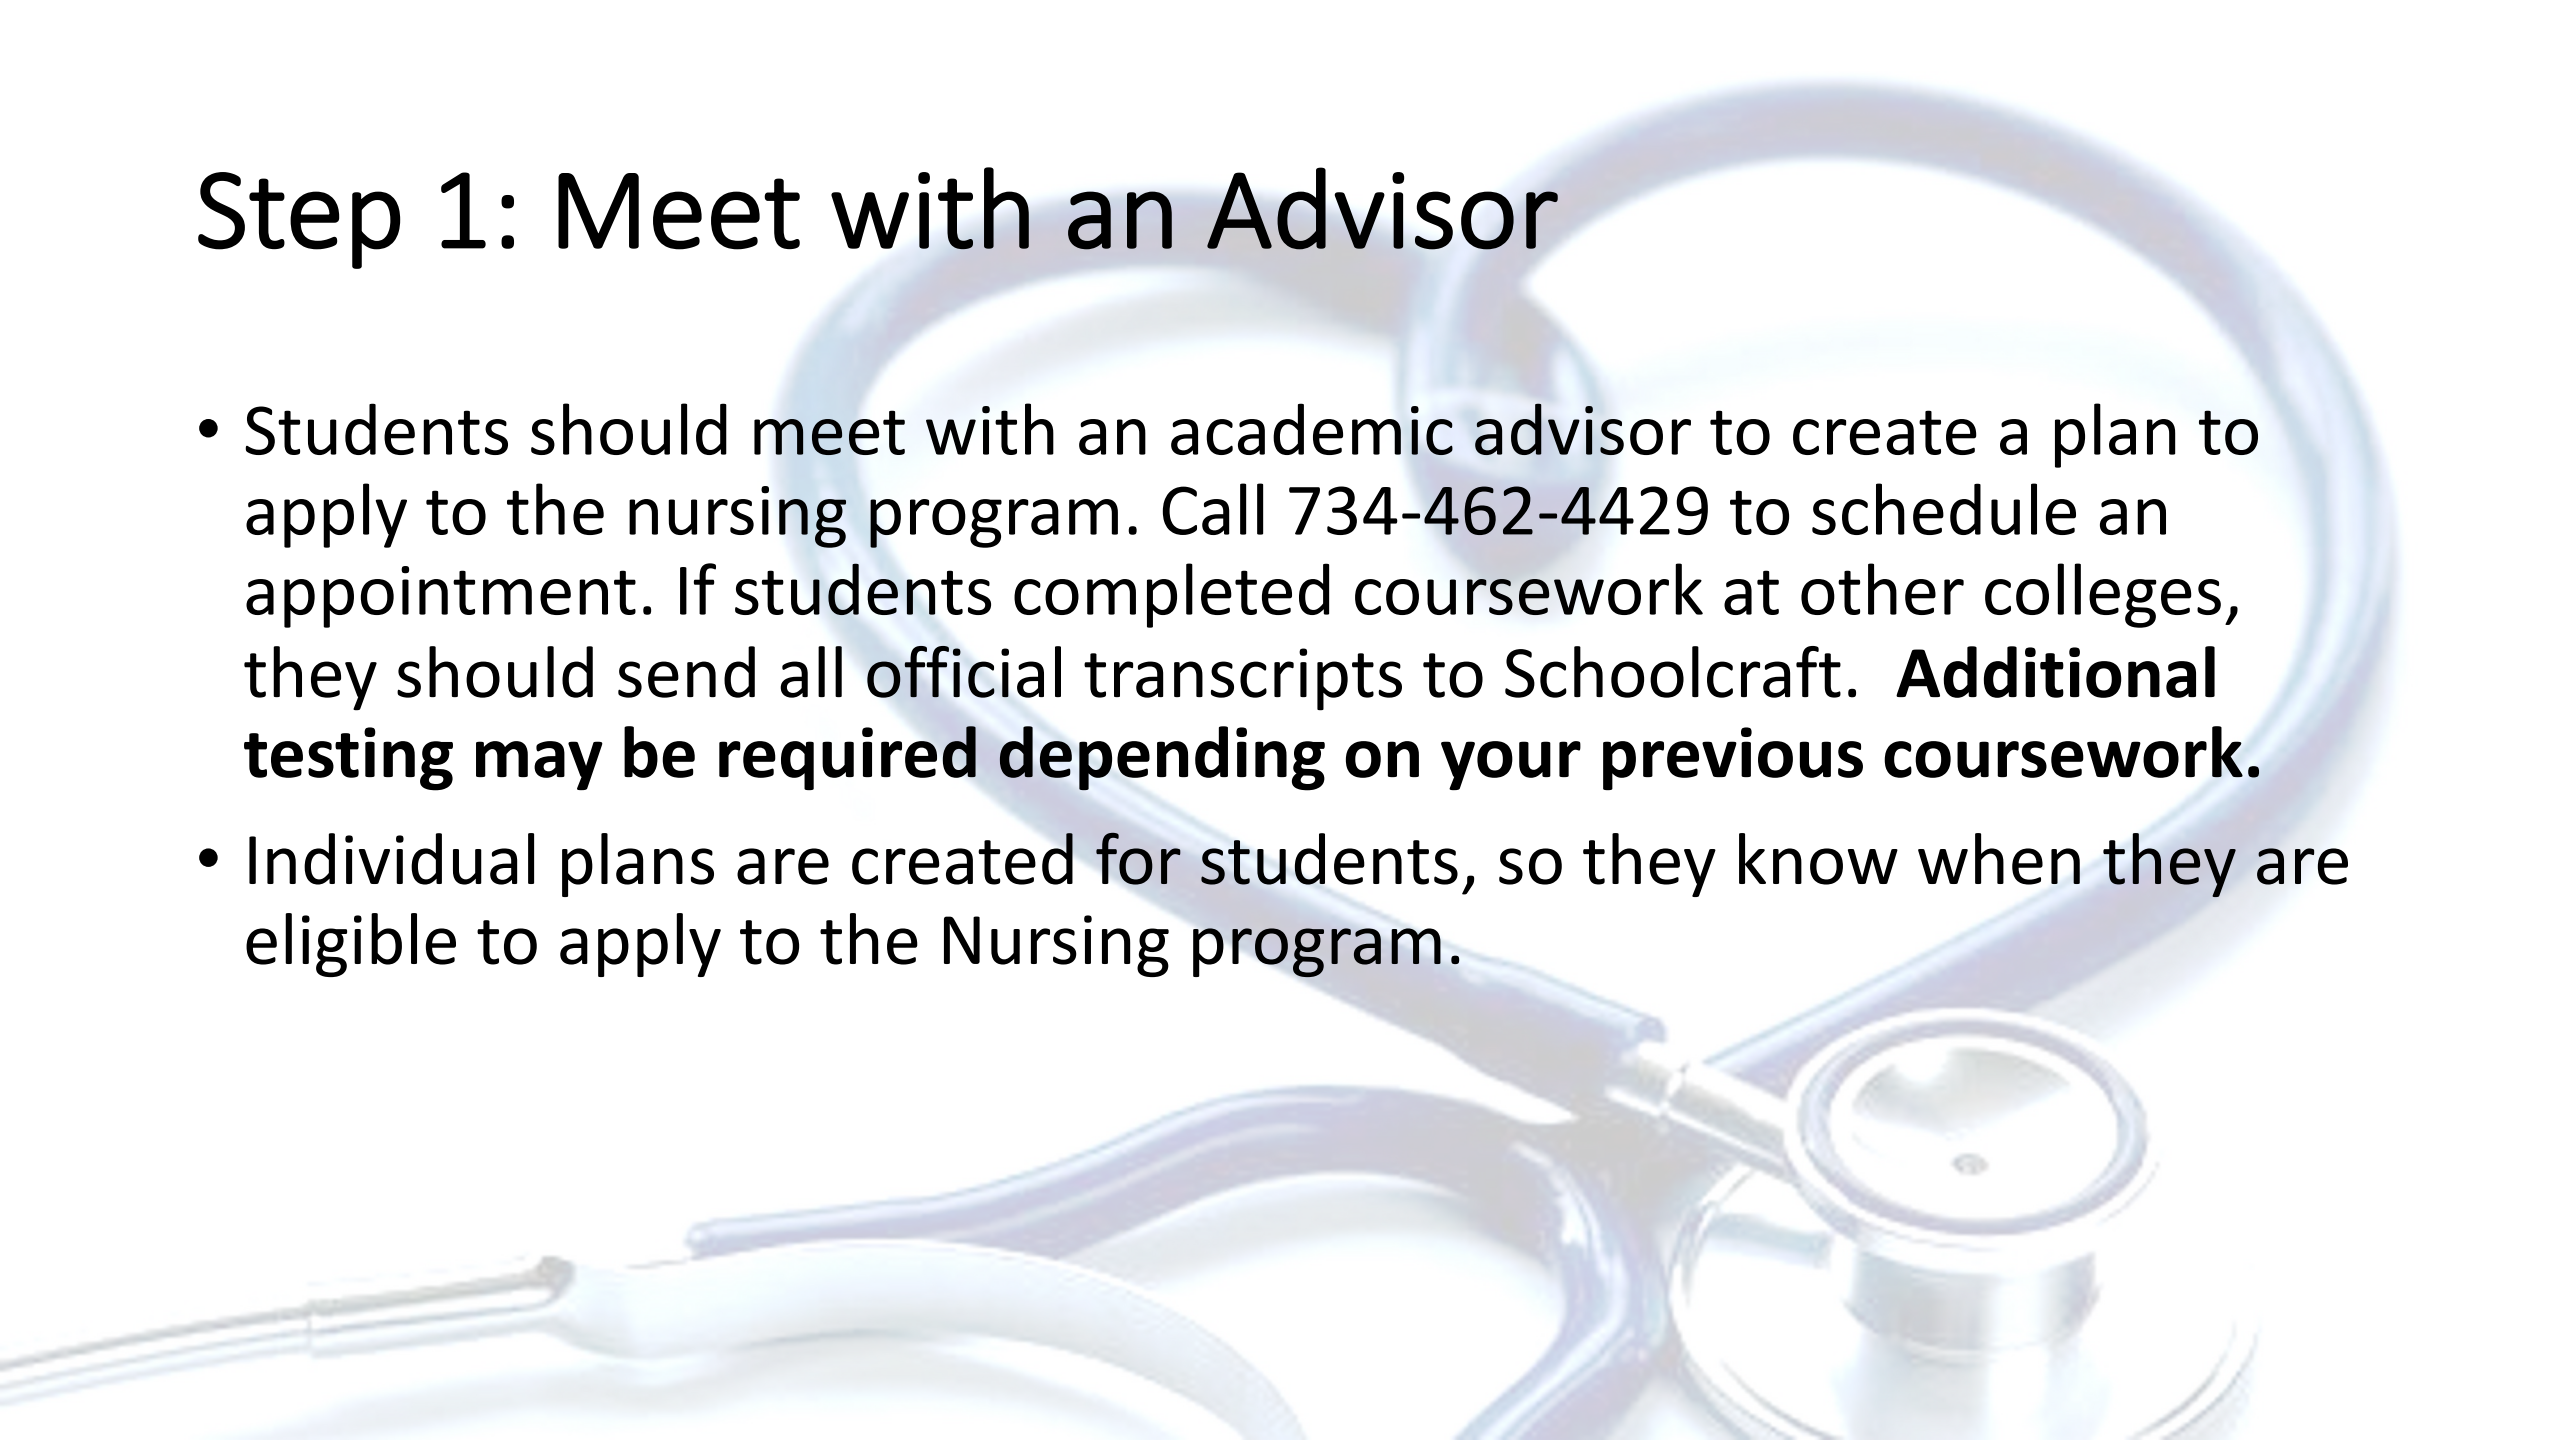 Step 1: Meet with an Advisor
• Students should meet with an academic advisor to create a plan to
apply to the nursing program. Call 734-462-4429 to schedule an
appointment. If students completed coursework at other colleges,
they should send all official transcripts to Schoolcraft.  Additional
testing may be required depending on your previous coursework.
• Individual plans are created for students, so they know when they are
eligible to apply to the Nursing program.